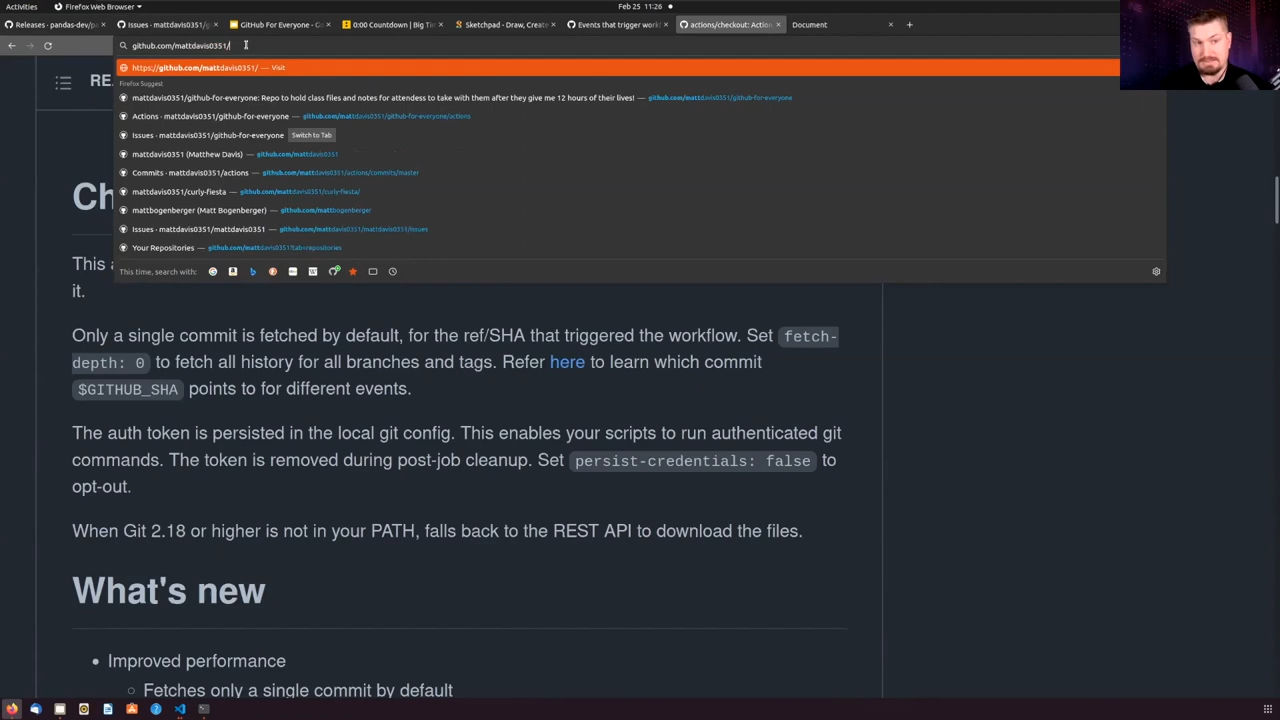 Activities
Firefox Web Browser
Feb 25 11:26
Releases · pandas-dev/pa
Issues · mattdavis0351/g
GitHub For Everyone - Go
0:00 Countdown | Big Tim
Sketchpad - Draw, Create
Events that trigger workf
actions/checkout: Action
Document
github.com/mattdavis0351/
https://github.com/mattdavis0351/ — Visit
Firefox Suggest
mattdavis0351/github-for-everyone: Repo to hold class files and notes for attendess to take with them after they give me 12 hours of their lives! — github.com/mattdavis0351/github-for-everyone
Actions · mattdavis0351/github-for-everyone — github.com/mattdavis0351/github-for-everyone/actions
Issues · mattdavis0351/github-for-everyone Switch to Tab
mattdavis0351 (Matthew Davis) — github.com/mattdavis0351
Commits · mattdavis0351/actions — github.com/mattdavis0351/actions/commits/master
mattdavis0351/curly-fiesta — github.com/mattdavis0351/curly-fiesta/
mattbogenberger (Matt Bogenberger) — github.com/mattbogenberger
Issues · mattdavis0351/mattdavis0351 — github.com/mattdavis0351/mattdavis0351/issues
Your Repositories — github.com/mattdavis0351?tab=repositories
This time, search with:
RE
Ch
This a
it.
Only a single commit is fetched by default, for the ref/SHA that triggered the workflow. Set fetch-
depth: 0 to fetch all history for all branches and tags. Refer here to learn which commit
$GITHUB_SHA points to for different events.
The auth token is persisted in the local git config. This enables your scripts to run authenticated git
commands. The token is removed during post-job cleanup. Set persist-credentials: false to
opt-out.
When Git 2.18 or higher is not in your PATH, falls back to the REST API to download the files.
What's new
Improved performance
Fetches only a single commit by default